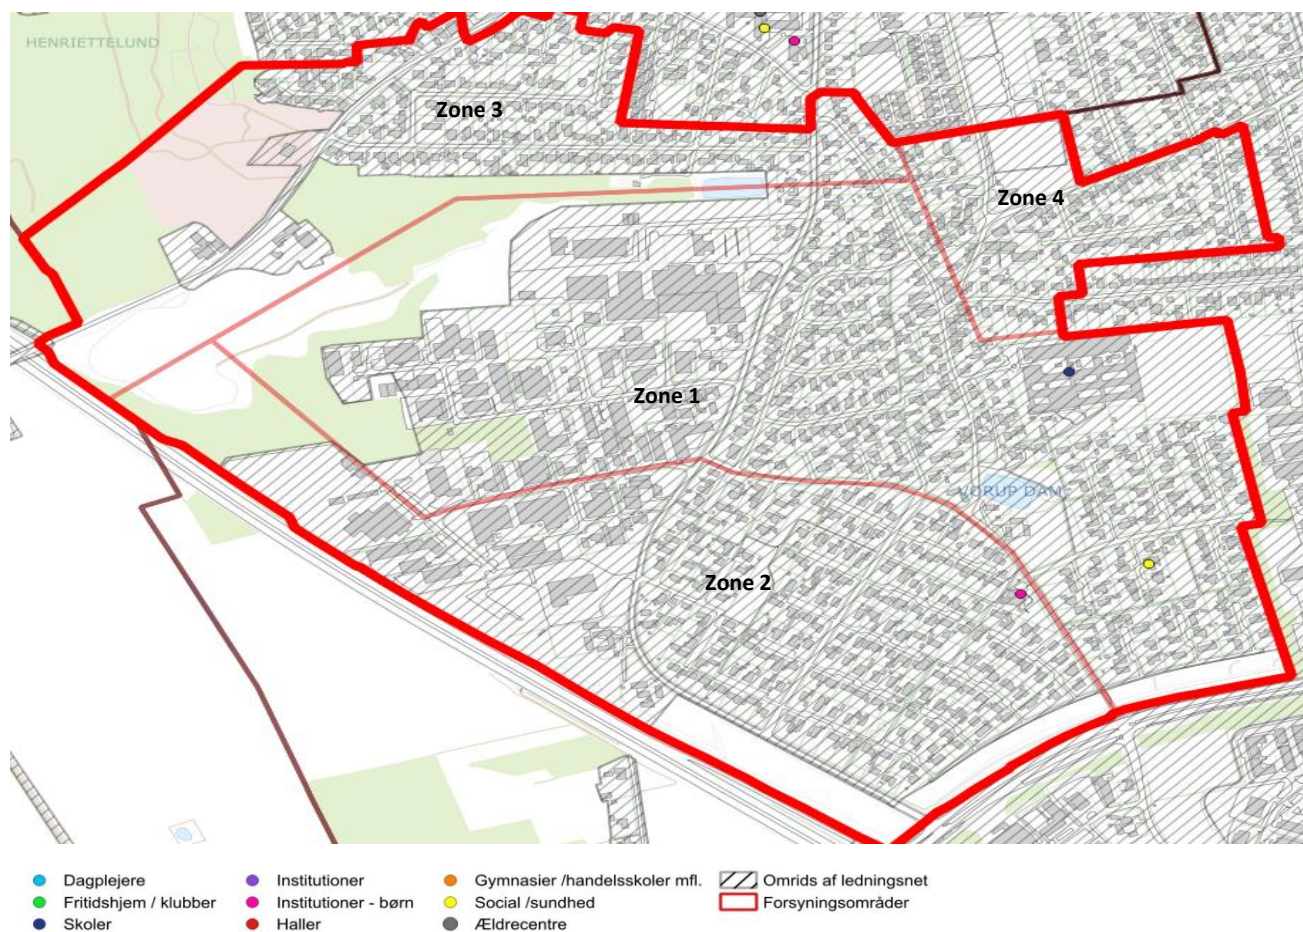 HENRIETTELUND
Zone 3
Zone 4
Zone 1
VORUP DAM
Zone 2
Dagplejere
Fritidshjem / klubber
Skoler
Institutioner
Institutioner - børn
Haller
Gymnasier /handelsskoler mfl.
Social /sundhed
Ældrecentre
Omrids af ledningsnet
Forsyningsområder